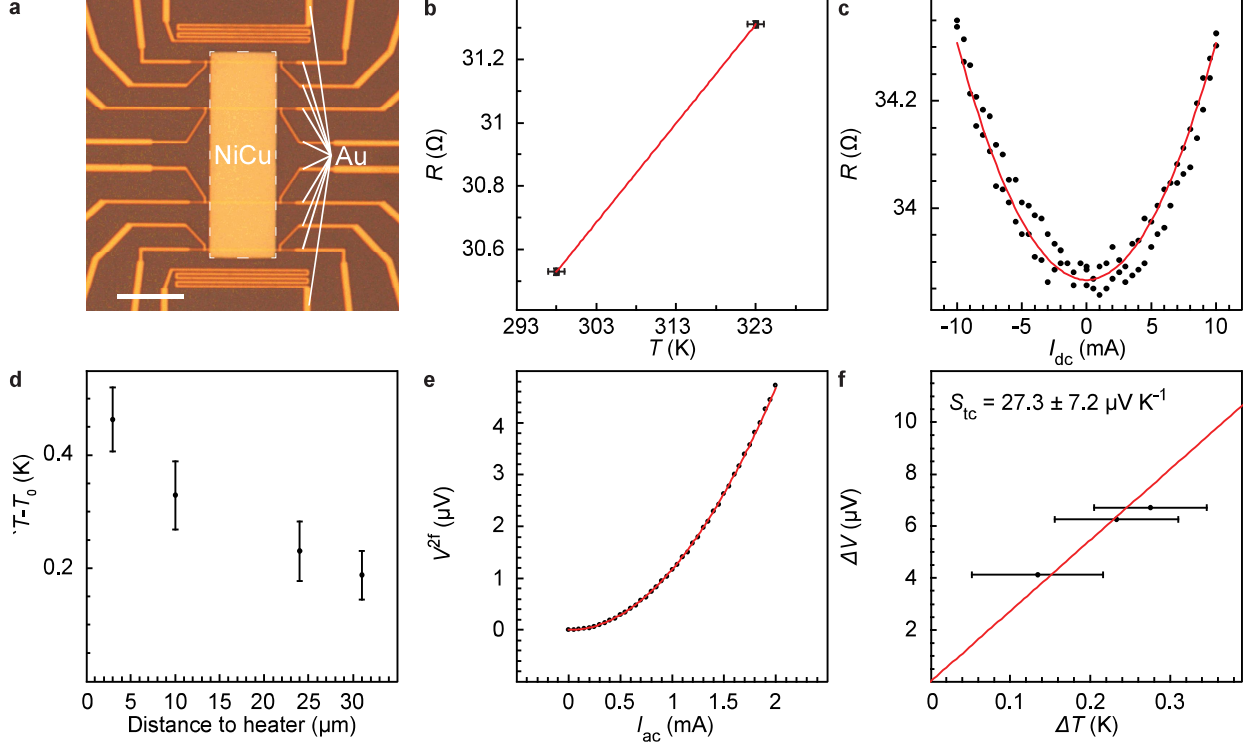 a
NiCu
Au
b
R (Ω)
31.2
31
30.8
30.6
293
303
313
323
T (K)
c
R (Ω)
34.2
34
-10
-5
0
5
10
I_dc (mA)
d
`T-T_0 (K)
0.4
0.2
0
5
10
15
20
25
30
Distance to heater (μm)
e
V^2f (μV)
4
3
2
1
0
0
0.5
1
1.5
2
I_ac (mA)
f
S_tc = 27.3 ± 7.2 μV K^-1
ΔV (μV)
10
8
6
4
2
0
0.1
0.2
0.3
ΔT (K)